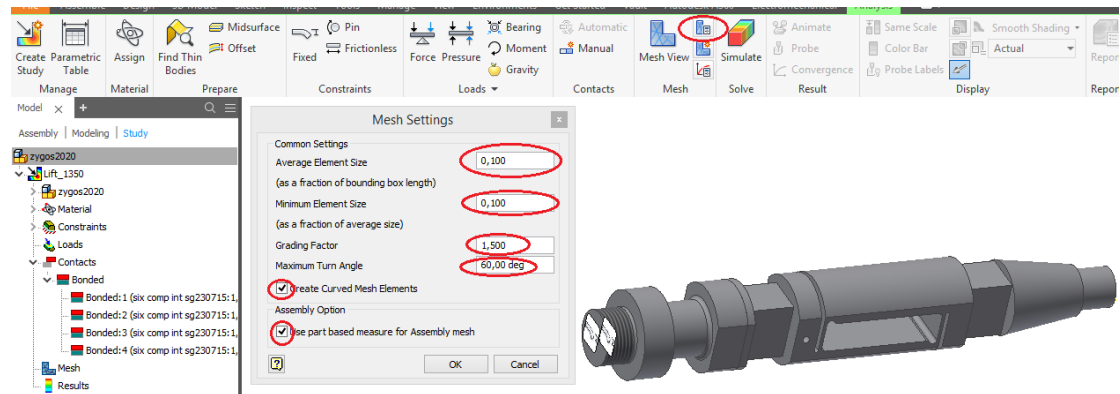 Midsurface
Pin
Bearing
Automatic
Animate
Same Scale
Smooth Shading
Offset
Frictionless
Moment
Manual
Probe
Color Bar
Actual
Create Study
Parametric Table
Assign
Find Thin Bodies
Fixed
Force
Pressure
Gravity
Mesh View
Simulate
Convergence
Probe Labels
Report
Manage
Material
Prepare
Constraints
Loads
Contacts
Mesh
Solve
Result
Display
Report
Model
Assembly | Modeling | Study
zygos2020
Lift_1350
zygos2020
Material
Constraints
Loads
Contacts
Bonded
Bonded:1 (six comp int sg230715:1,
Bonded:2 (six comp int sg230715:1,
Bonded:3 (six comp int sg230715:1,
Bonded:4 (six comp int sg230715:1,
Mesh
Results
Mesh Settings
Common Settings
Average Element Size 0,100
(as a fraction of bounding box length)
Minimum Element Size 0,100
(as a fraction of average size)
Grading Factor 1,500
Maximum Turn Angle 60,00 deg
Create Curved Mesh Elements
Assembly Option
Use part based measure for Assembly mesh
OK Cancel